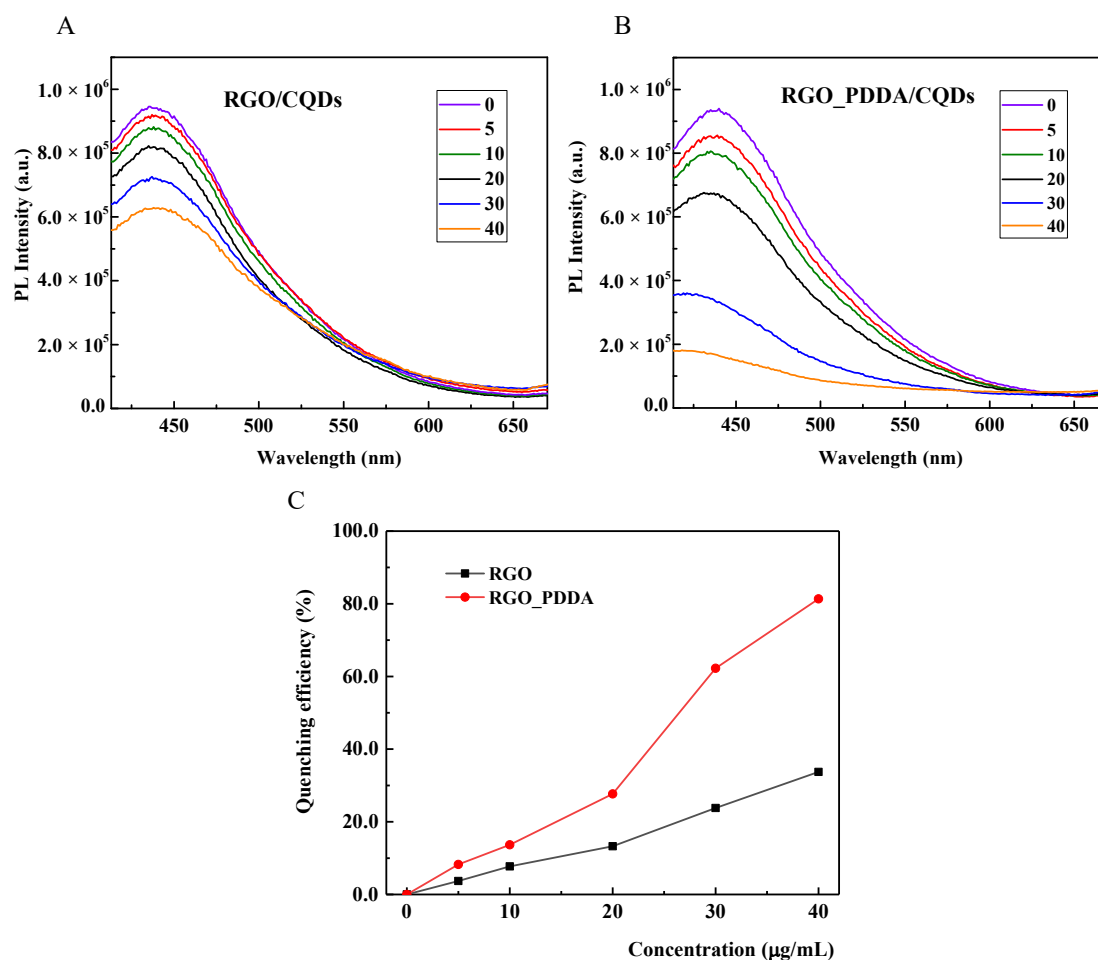 A
RGO/CQDs
1.0 × 10⁶
8.0 × 10⁵
6.0 × 10⁵
4.0 × 10⁵
2.0 × 10⁵
0.0
PL Intensity (a.u.)
0
5
10
20
30
40
450 500 550 600 650
Wavelength (nm)
B
RGO_PDDA/CQDs
1.0 × 10⁶
8.0 × 10⁵
6.0 × 10⁵
4.0 × 10⁵
2.0 × 10⁵
0.0
PL Intensity (a.u.)
0
5
10
20
30
40
450 500 550 600 650
Wavelength (nm)
C
100.0
80.0
60.0
40.0
20.0
0.0
Quenching efficiency (%)
RGO
RGO_PDDA
0 10 20 30 40
Concentration (μg/mL)